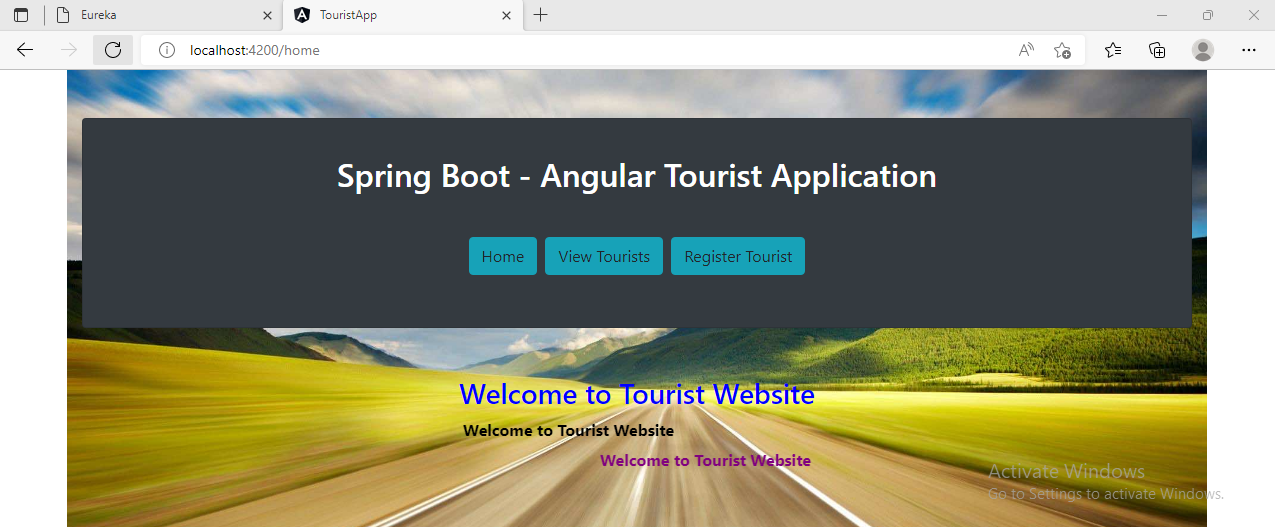 Eureka
TouristApp
localhost:4200/home
Spring Boot - Angular Tourist Application
Home View Tourists Register Tourist
Welcome to Tourist Website
Welcome to Tourist Website
Welcome to Tourist Website
Activate Windows
Go to Settings to activate Windows.